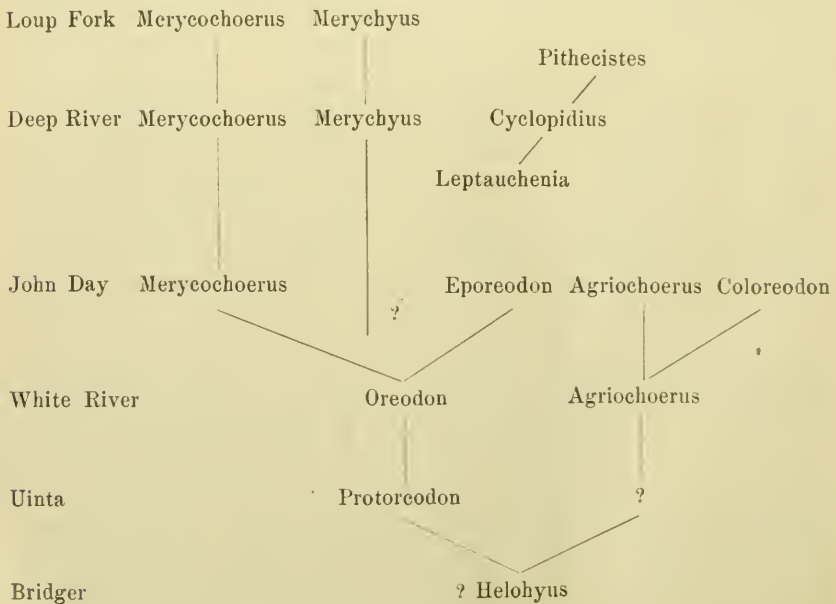 Loup Fork Merycochoerus Merychyus
Pithecistes
Deep River Merycochoerus Merychyus Cyclopidius
Leptauchenia
John Day Merycochoerus ? Eporeodon Agriochoerus Coloreodon
White River Oreodon Agriochoerus
Uinta Protoreodon ?
Bridger ? Helohyus